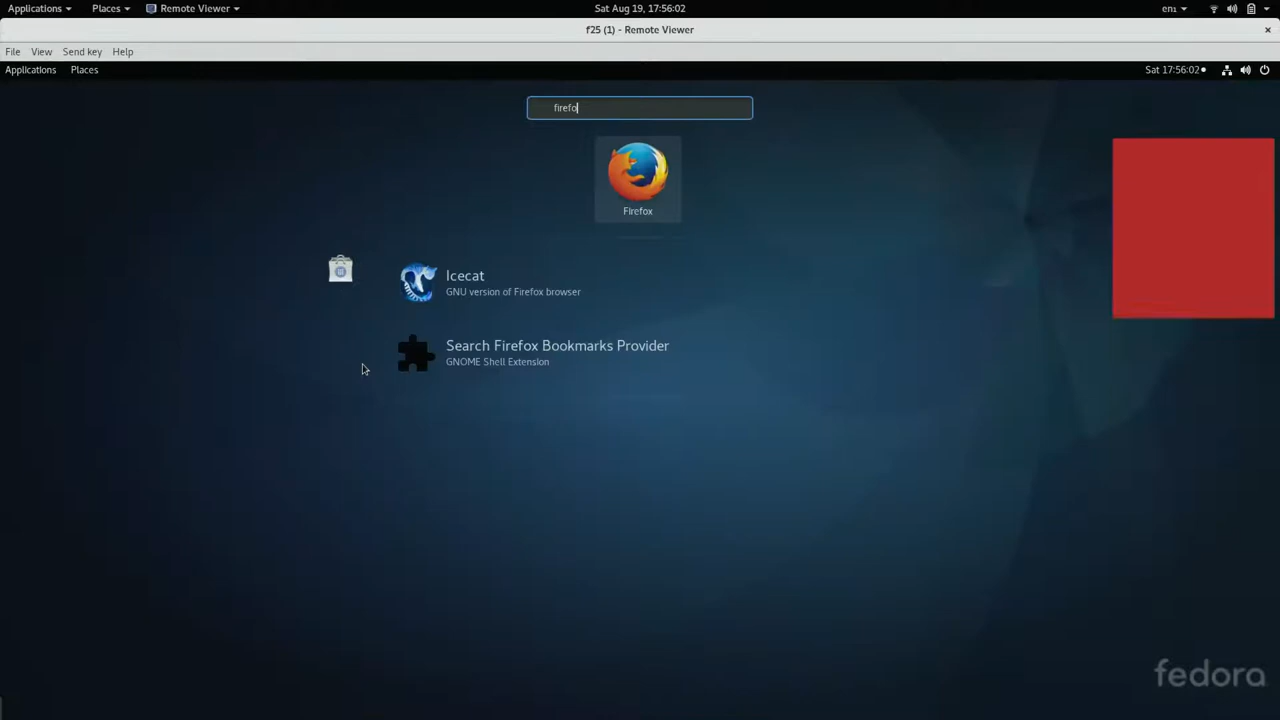 Applications Places Remote Viewer Sat Aug 19, 17:56:02 en₁
f25 (1) - Remote Viewer
File View Send key Help
Applications Places Sat 17:56:02
firefo
Firefox
Icecat
GNU version of Firefox browser
Search Firefox Bookmarks Provider
GNOME Shell Extension
fedora